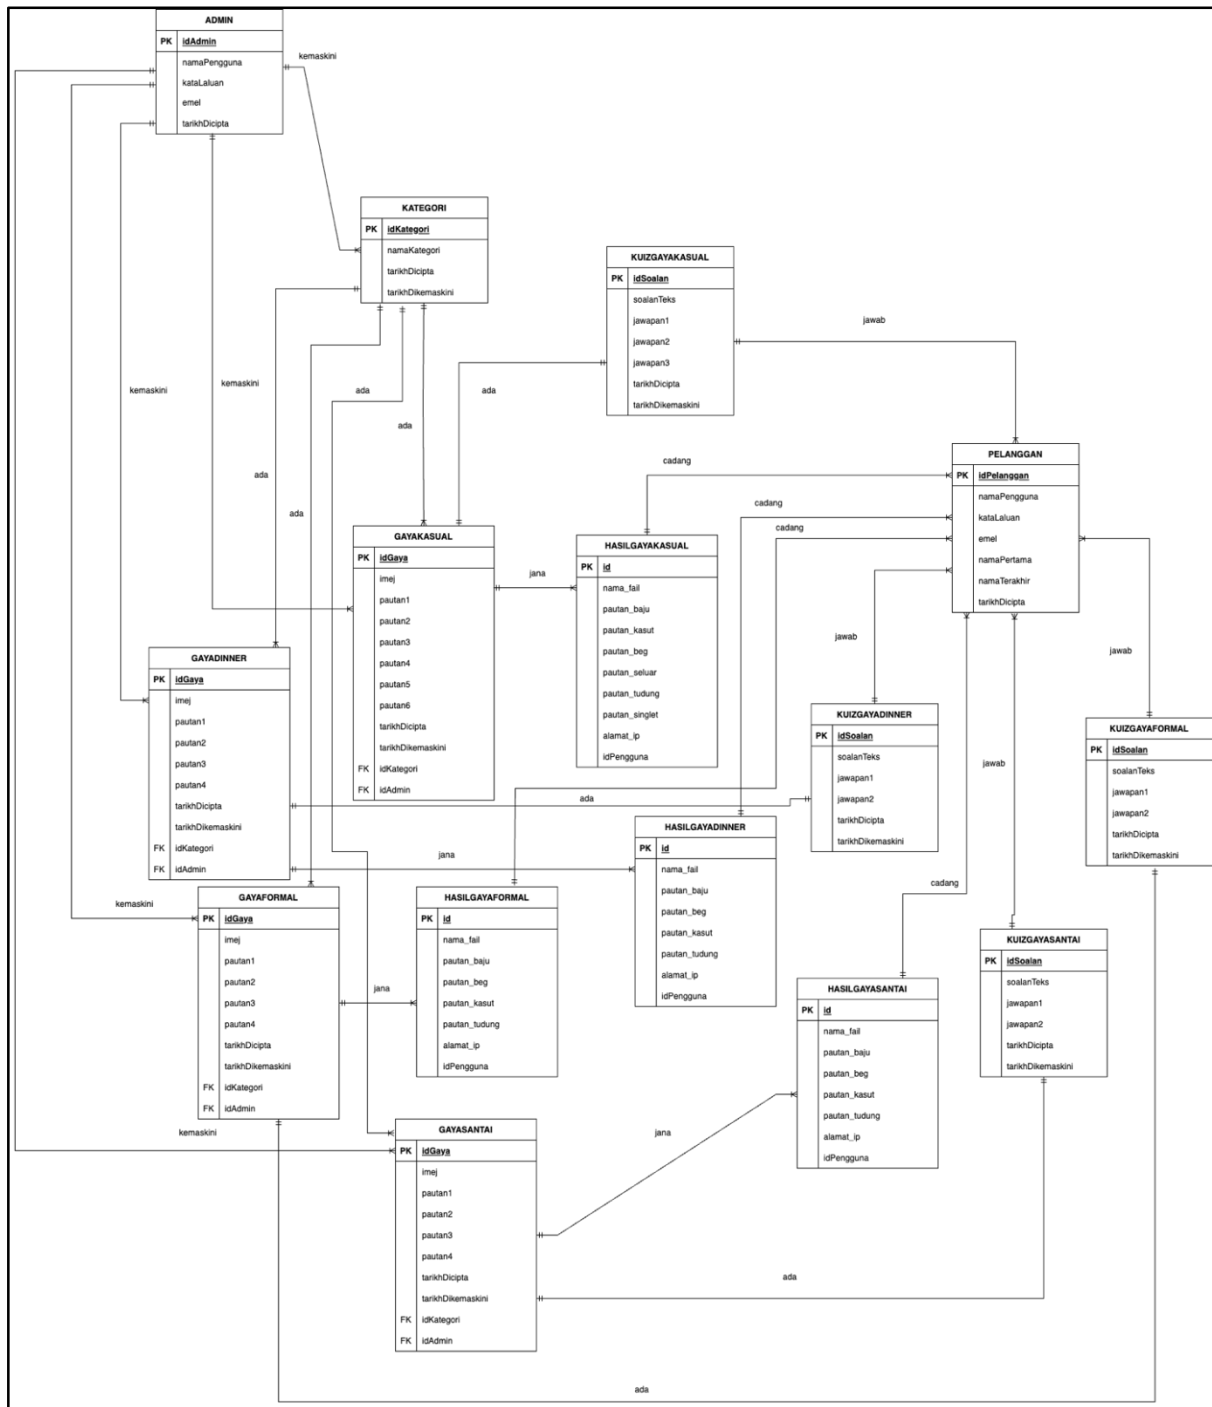 ADMIN
PK idAdmin
namaPengguna
kataLaluan
emel
tarikhDicipta
kemaskini
KATEGORI
PK idKategori
namaKategori
tarikhDicipta
tarikhDikemaskini
KUIZGAYAKASUAL
PK idSoalan
soalanTeks
jawapan1
jawapan2
jawapan3
tarikhDicipta
tarikhDikemaskini
jawab
kemaskini
kemaskini
ada
ada
ada
ada
ada
cadang
cadang
cadang
PELANGGAN
PK idPelanggan
namaPengguna
kataLaluan
emel
namaPertama
namaTerakhir
tarikhDicipta
GAYAKASUAL
PK idGaya
imej
pautan1
pautan2
pautan3
pautan4
pautan5
pautan6
tarikhDicipta
tarikhDikemaskini
FK idKategori
FK idAdmin
jana
HASILGAYAKASUAL
PK id
nama_fail
pautan_baju
pautan_kasut
pautan_beg
pautan_seluar
pautan_tudung
pautan_singlet
alamat_ip
idPengguna
jawab
jawab
jawab
GAYADINNER
PK idGaya
imej
pautan1
pautan2
pautan3
pautan4
tarikhDicipta
tarikhDikemaskini
FK idKategori
FK idAdmin
ada
jana
KUIZGAYADINNER
PK idSoalan
soalanTeks
jawapan1
jawapan2
tarikhDicipta
tarikhDikemaskini
KUIZGAYAFORMAL
PK idSoalan
soalanTeks
jawapan1
jawapan2
tarikhDicipta
tarikhDikemaskini
HASILGAYADINNER
PK id
nama_fail
pautan_baju
pautan_beg
pautan_kasut
pautan_tudung
alamat_ip
idPengguna
cadang
kemaskini
GAYAFORMAL
PK idGaya
imej
pautan1
pautan2
pautan3
pautan4
tarikhDicipta
tarikhDikemaskini
FK idKategori
FK idAdmin
jana
HASILGAYAFORMAL
PK id
nama_fail
pautan_baju
pautan_beg
pautan_kasut
pautan_tudung
alamat_ip
idPengguna
KUIZGAYASANTAI
PK idSoalan
soalanTeks
jawapan1
jawapan2
tarikhDicipta
tarikhDikemaskini
HASILGAYASANTAI
PK id
nama_fail
pautan_baju
pautan_beg
pautan_kasut
pautan_tudung
alamat_ip
idPengguna
kemaskini
GAYASANTAI
PK idGaya
imej
pautan1
pautan2
pautan3
pautan4
tarikhDicipta
tarikhDikemaskini
FK idKategori
FK idAdmin
jana
ada
ada